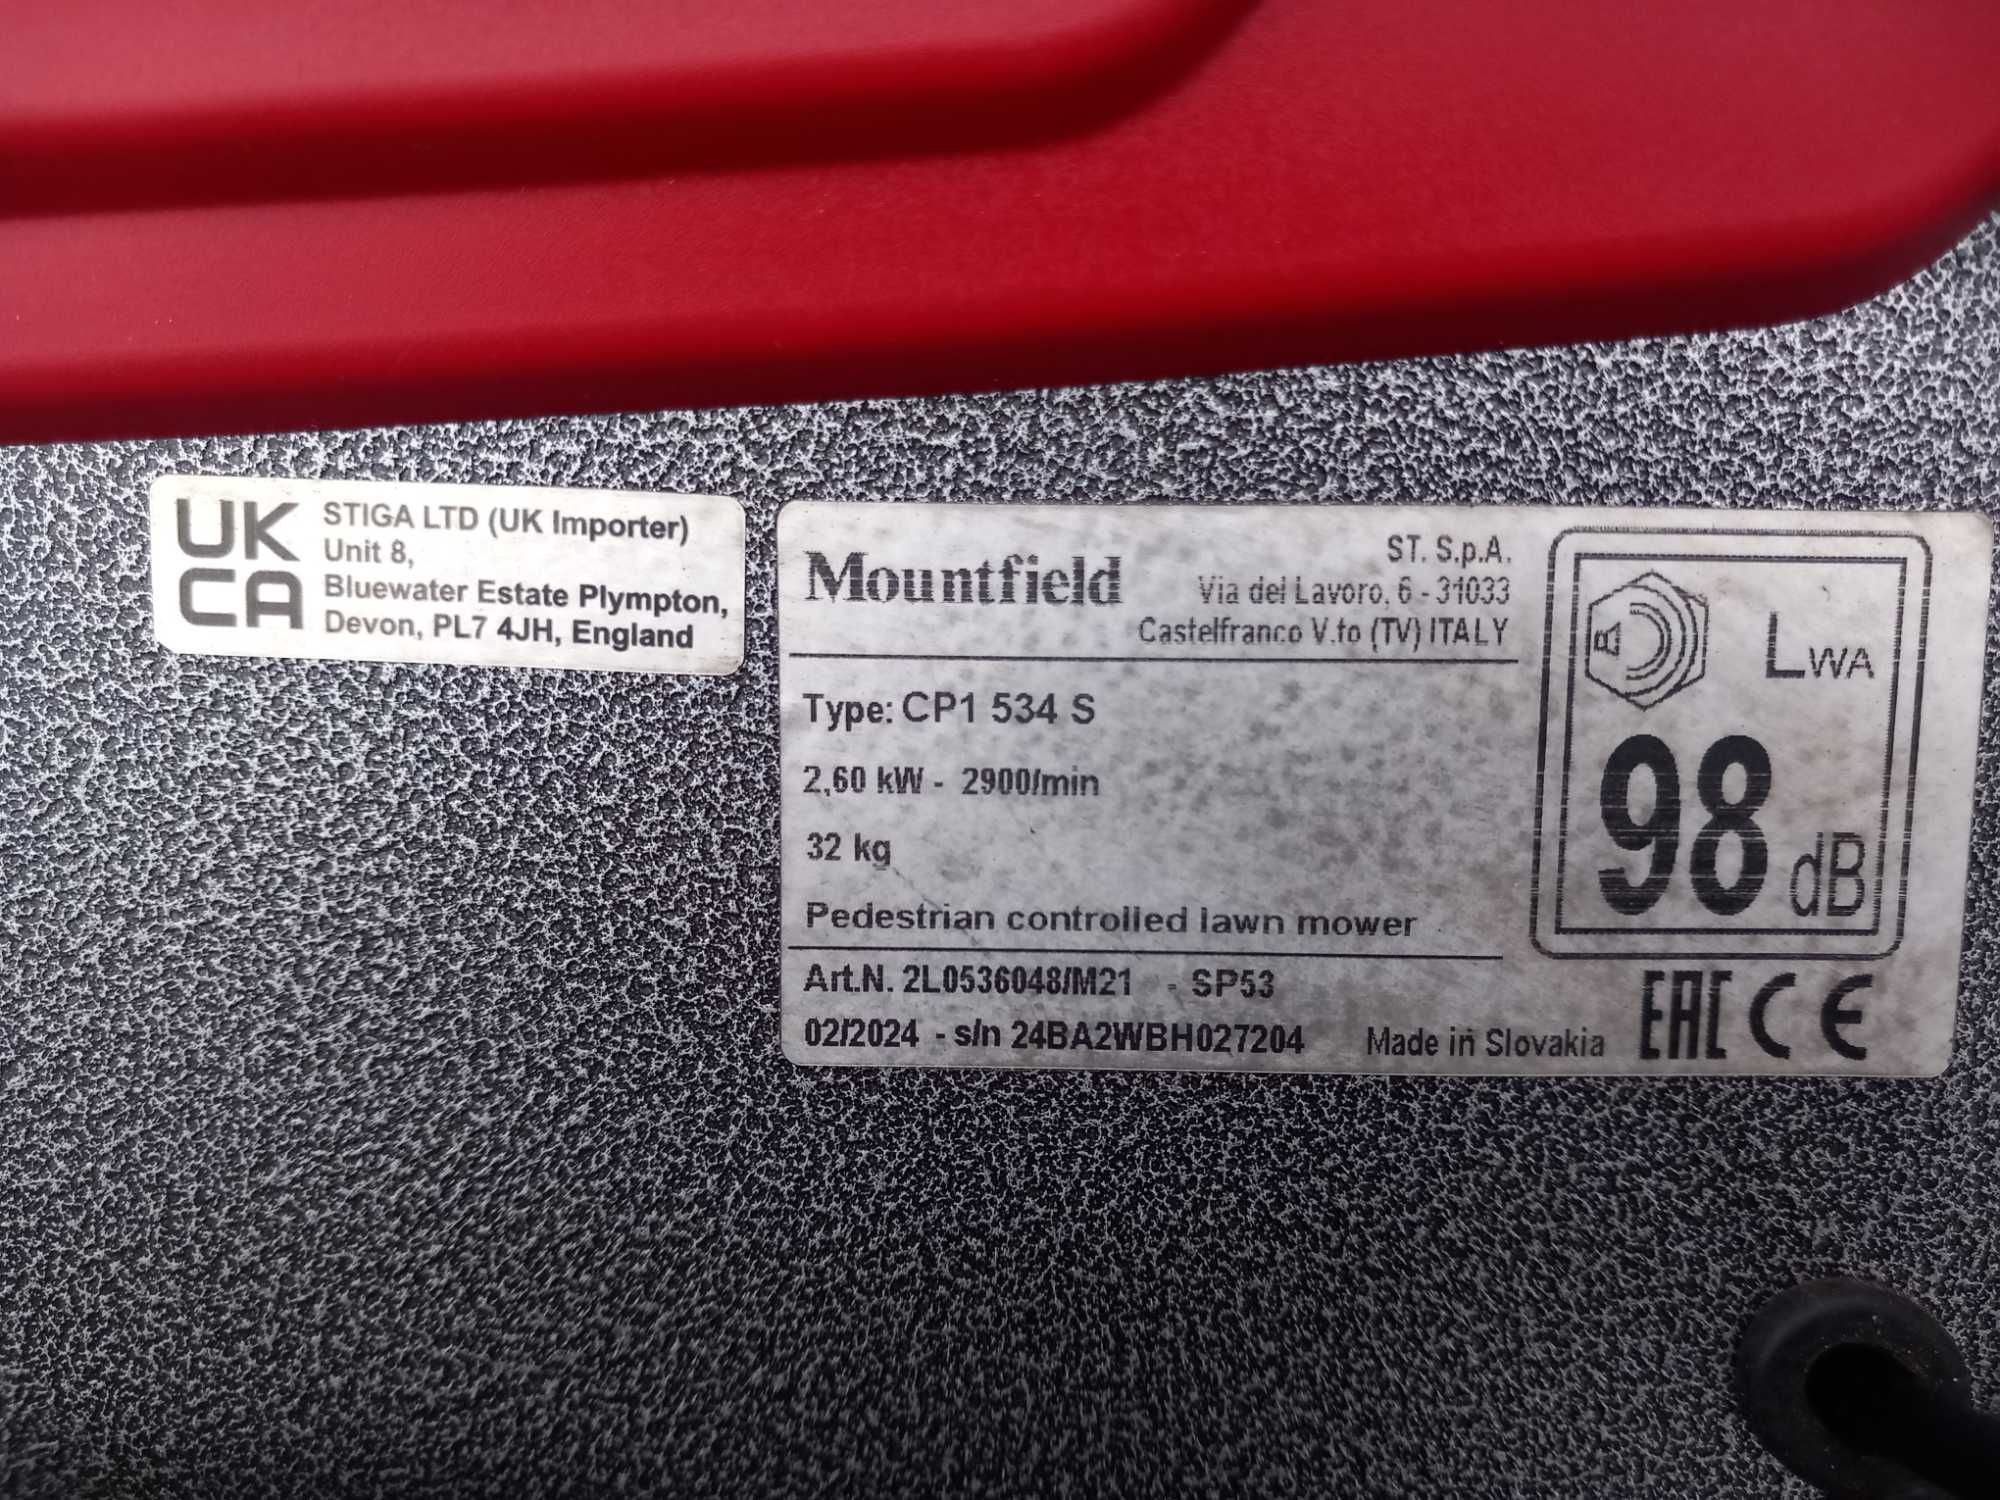 UK
CA
STIGA LTD (UK Importer)
Unit 8,
Bluewater Estate Plympton,
Devon, PL7 4JH, England
Mountfield
ST. S.p.A.
Via del Lavoro, 6 - 31033
Castelfranco V.to (TV) ITALY
Type: CP1 534 S
2,60 kW - 2900/min
32 kg
Pedestrian controlled lawn mower
Art.N. 2L0536048/M21 - SP53
02/2024 - s/n 24BA2WBH027204 Made in Slovakia
LWA
98 dB
EAC CE